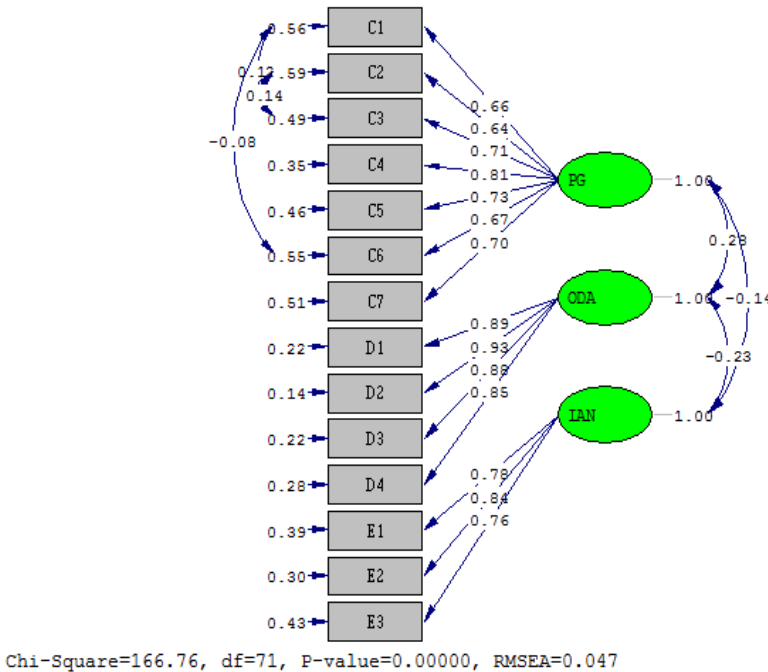 0.56 C1
0.12 0.59 C2
0.14
0.49 C3
-0.08
0.35 C4
0.46 C5
0.55 C6
0.51 C7
0.22 D1
0.14 D2
0.22 D3
0.28 D4
0.39 E1
0.30 E2
0.43 E3
0.66
0.64
0.71
0.81
0.73
0.67
0.70
0.89
0.93
0.88
0.85
0.78
0.84
0.76
PG 1.00
0.28
ODA 1.00 -0.14
-0.23
IAN 1.00
Chi-Square=166.76, df=71, P-value=0.00000, RMSEA=0.047